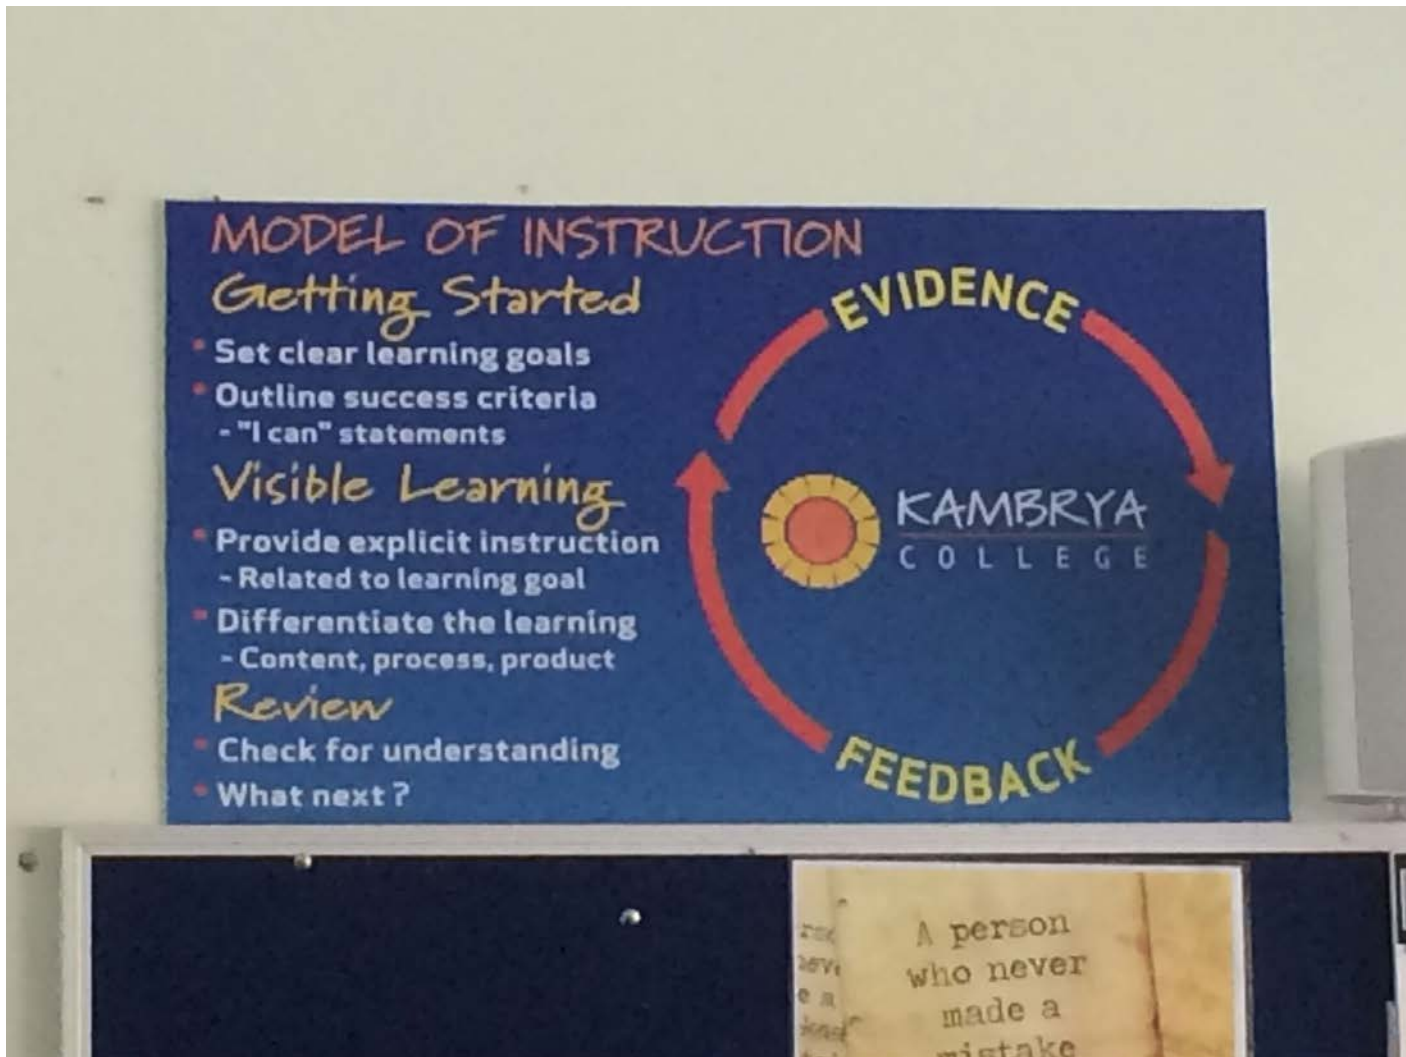 MODEL OF INSTRUCTION
Getting Started
Set clear learning goals
Outline success criteria
- "I can" statements
Visible Learning
Provide explicit instruction
- Related to learning goal
Differentiate the learning
- Content, process, product
Review
Check for understanding
What next?
EVIDENCE
KAMBRYA
COLLEGE
FEEDBACK
A person
who never
made a
mistake